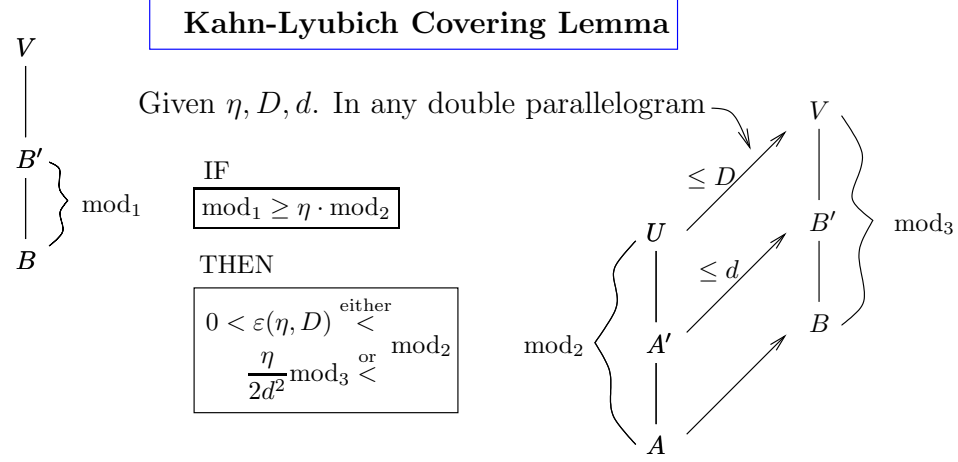 Kahn-Lyubich Covering Lemma
V
B′
B
mod₁
Given η, D, d. In any double parallelogram
IF
mod₁ ≥ η · mod₂
THEN
0 < ε(η, D) either <
mod₂
η/2d² mod₃ or <
≤ D
≤ d
U
A′
A
mod₂
V
B′
B
mod₃